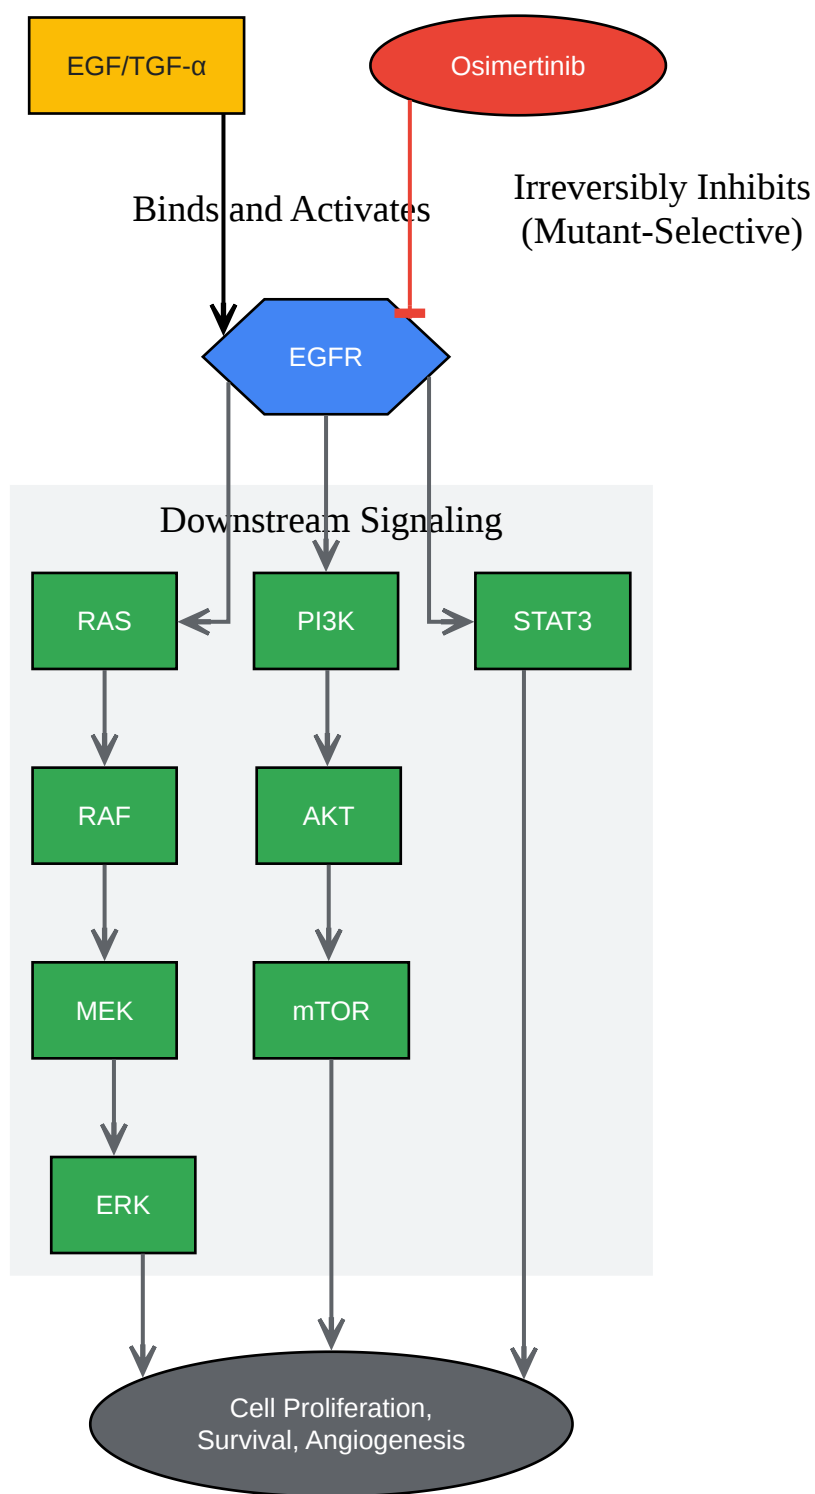 EGF/TGF-α
Osimertinib
Binds and Activates
Irreversibly Inhibits
(Mutant-Selective)
EGFR
Downstream Signaling
RAS
PI3K
STAT3
RAF
AKT
MEK
mTOR
ERK
Cell Proliferation,
Survival, Angiogenesis